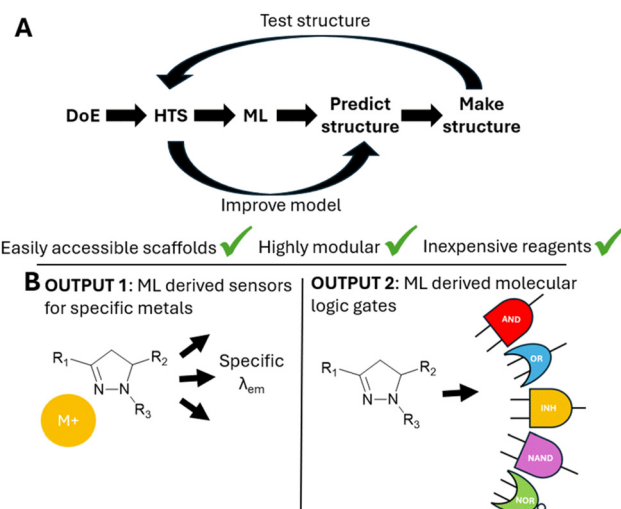 A
Test structure
DoE HTS ML Predict structure Make structure
Improve model
Easily accessible scaffolds Highly modular Inexpensive reagents
B OUTPUT 1: ML derived sensors
for specific metals
R1 R2
N N
R3
M+
Specific
λem
OUTPUT 2: ML derived molecular
logic gates
R1 R2
N N
R3
AND
OR
INH
NAND
NOR